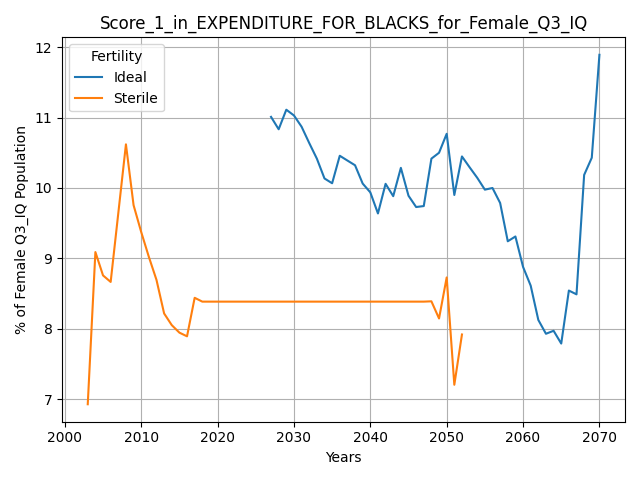 Score_1_in_EXPENDITURE_FOR_BLACKS_for_Female_Q3_IQ
Fertility
Ideal
Sterile
% of Female Q3_IQ Population
12
11
10
9
8
7
2000 2010 2020 2030 2040 2050 2060 2070
Years